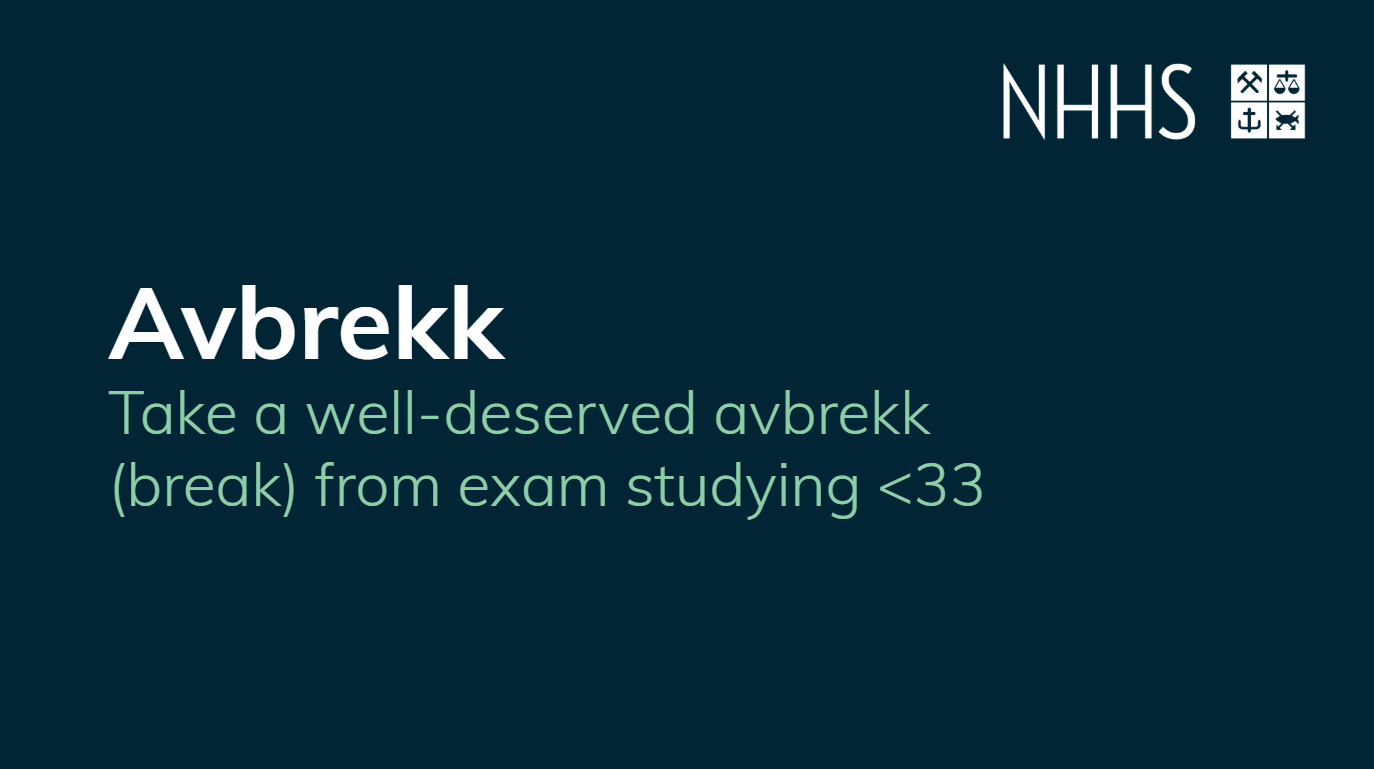 NHHS
Avbrekk
Take a well-deserved avbrekk
(break) from exam studying <33